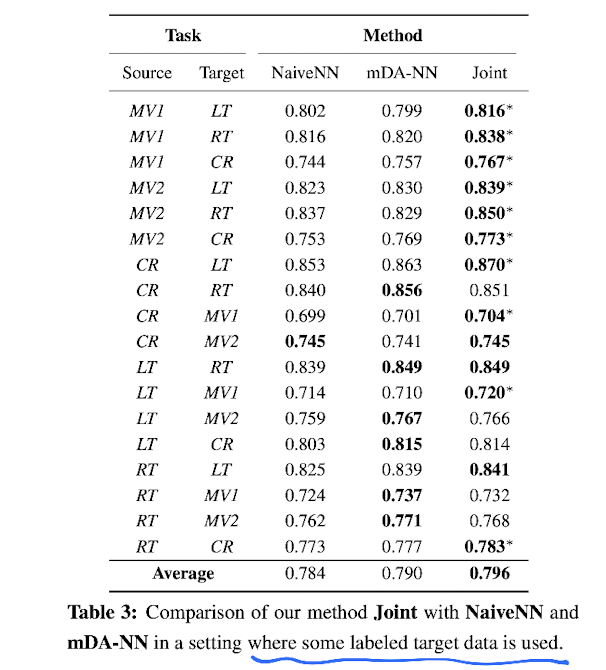 Task Method
Source Target NaiveNN mDA-NN Joint
MV1 LT 0.802 0.799 0.816*
MV1 RT 0.816 0.820 0.838*
MV1 CR 0.744 0.757 0.767*
MV2 LT 0.823 0.830 0.839*
MV2 RT 0.837 0.829 0.850*
MV2 CR 0.753 0.769 0.773*
CR LT 0.853 0.863 0.870*
CR RT 0.840 0.856 0.851
CR MV1 0.699 0.701 0.704*
CR MV2 0.745 0.741 0.745
LT RT 0.839 0.849 0.849
LT MV1 0.714 0.710 0.720*
LT MV2 0.759 0.767 0.766
LT CR 0.803 0.815 0.814
RT LT 0.825 0.839 0.841
RT MV1 0.724 0.737 0.732
RT MV2 0.762 0.771 0.768
RT CR 0.773 0.777 0.783*
Average 0.784 0.790 0.796
Table 3: Comparison of our method Joint with NaiveNN and
mDA-NN in a setting where some labeled target data is used.